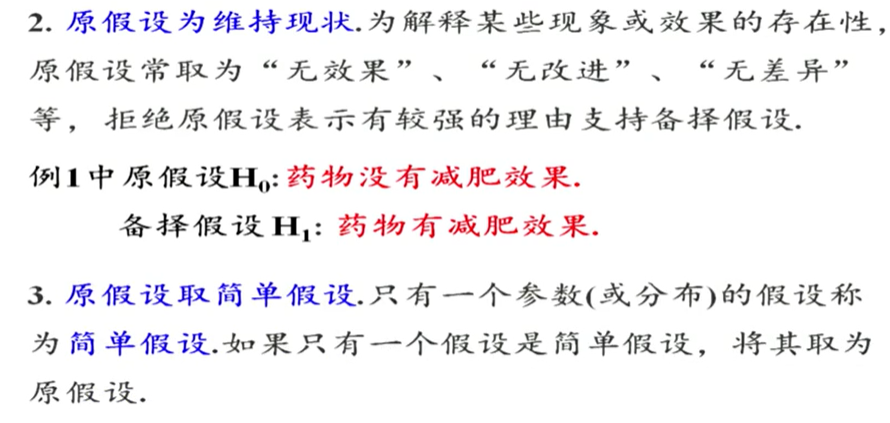 2. 原假设为维持现状.为解释某些现象或效果的存在性,
原假设常取为“无效果”、“无改进”、“无差异”
等, 拒绝原假设表示有较强的理由支持备择假设.
例1中原假设H₀:药物没有减肥效果.
备择假设H₁: 药物有减肥效果.
3. 原假设取简单假设.只有一个参数(或分布)的假设称
为简单假设.如果只有一个假设是简单假设, 将其取为
原假设.